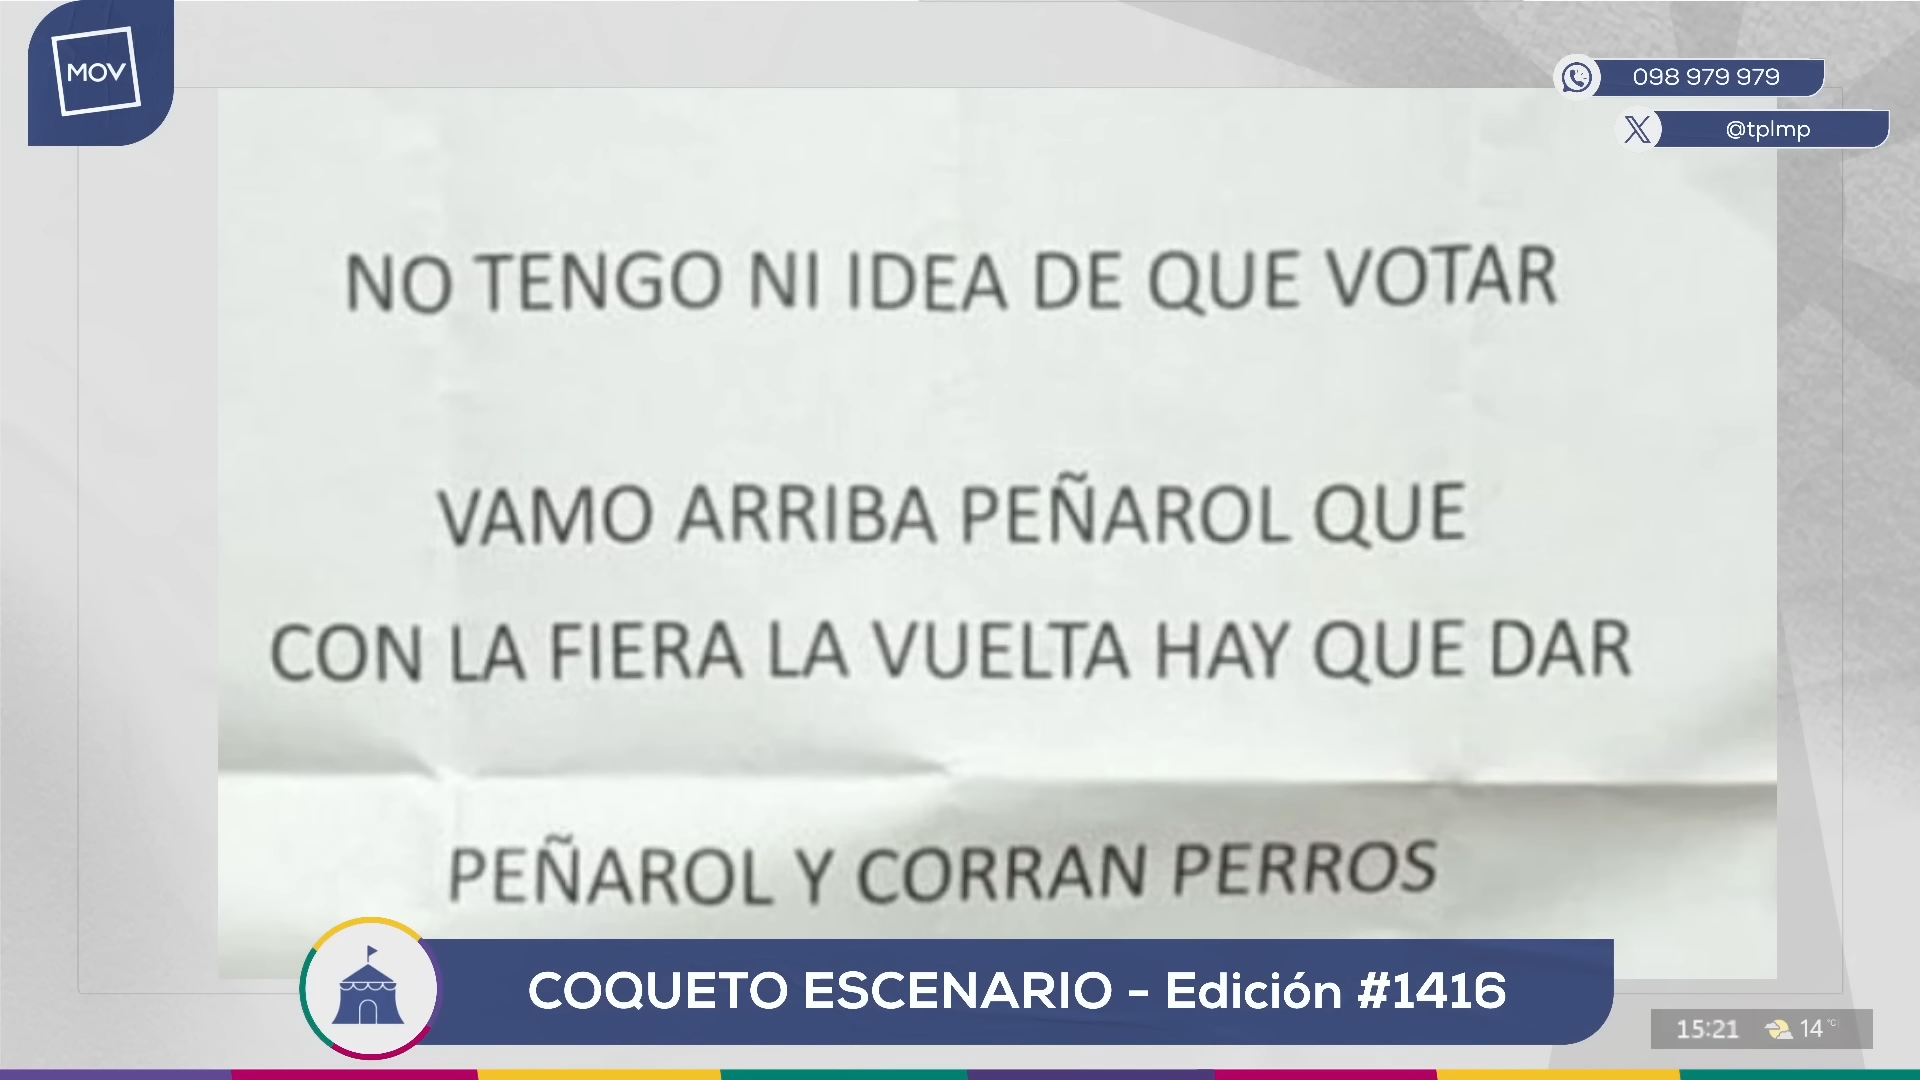 MOV
098 979 979
@tplmp
NO TENGO NI IDEA DE QUE VOTAR
VAMO ARRIBA PEÑAROL QUE
CON LA FIERA LA VUELTA HAY QUE DAR
PEÑAROL Y CORRAN PERROS
COQUETO ESCENARIO - Edición #1416
15:21 14 °C